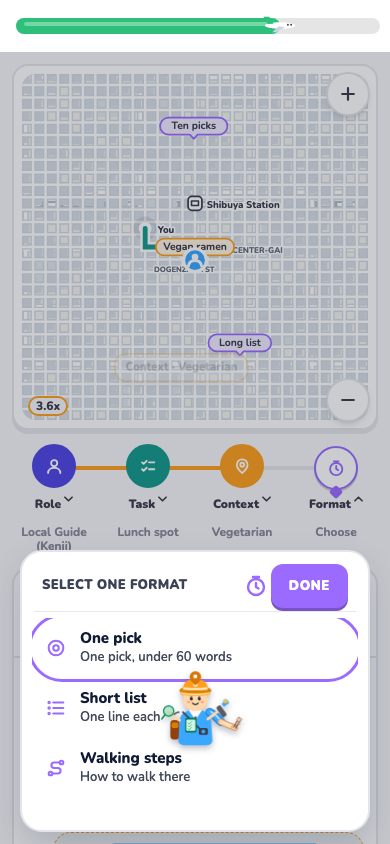 Ten picks
Shibuya Station
You
Vegan ramen
CENTER-GAI
ST
Long list
Context - Vegetarian
3.6x
Role
Task
Context
Format
Local Guide
(Kenji)
Lunch spot
Vegetarian
Choose
SELECT ONE FORMAT
DONE
One pick
One pick, under 60 words
Short list
One line each
Walking steps
How to walk there